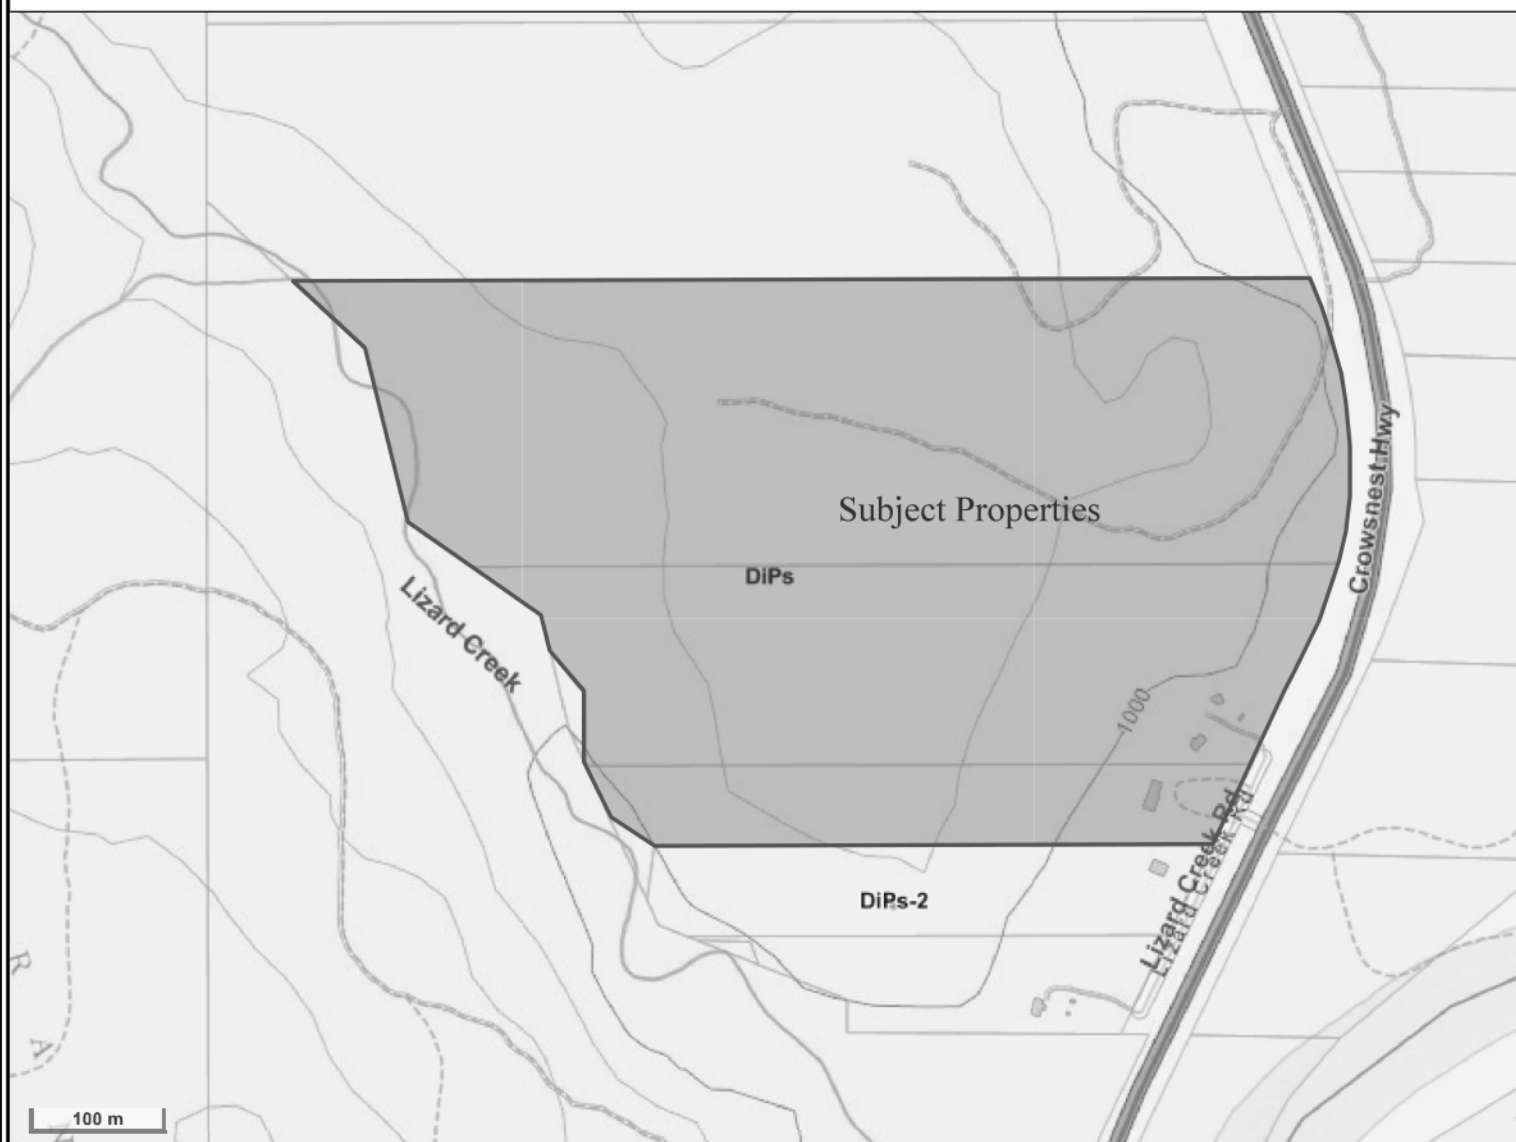 Subject Properties
Crowsnest Hwy
DiPs
Lizard Creek
1000
Lizard Creek Rd
Lizard Creek Rd
DiPs-2
R
A
N
100 m